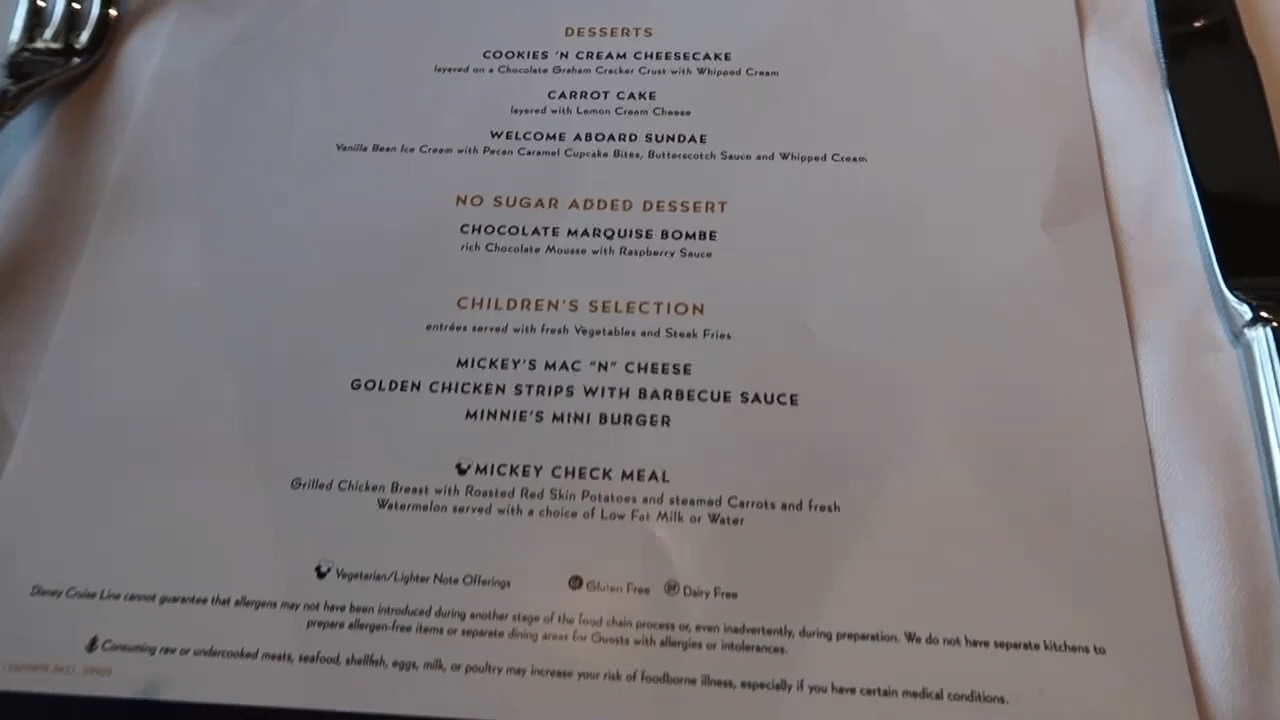 DESSERTS
COOKIES 'N CREAM CHEESECAKE
layered on a Chocolate Graham Cracker Crust with Whipped Cream
CARROT CAKE
layered with Lemon Cream Cheese
WELCOME ABOARD SUNDAE
Vanilla Bean Ice Cream with Pecan Caramel Cupcake Bites, Butterscotch Sauce and Whipped Cream
NO SUGAR ADDED DESSERT
CHOCOLATE MARQUISE BOMBE
rich Chocolate Mousse with Raspberry Sauce
CHILDREN'S SELECTION
entrées served with fresh Vegetables and Steak Fries
MICKEY'S MAC "N" CHEESE
GOLDEN CHICKEN STRIPS WITH BARBECUE SAUCE
MINNIE'S MINI BURGER
MICKEY CHECK MEAL
Grilled Chicken Breast with Roasted Red Skin Potatoes and steamed Carrots and fresh
Watermelon served with a choice of Low Fat Milk or Water
Vegetarian/Lighter Note Offerings Gluten Free Dairy Free
Disney Cruise Line cannot guarantee that allergens may not have been introduced during another stage of the food chain process or, even inadvertently, during preparation. We do not have separate kitchens to
prepare allergen-free items or separate dining areas for Guests with allergies or intolerances.
Consuming raw or undercooked meats, seafood, shellfish, eggs, milk, or poultry may increase your risk of foodborne illness, especially if you have certain medical conditions.